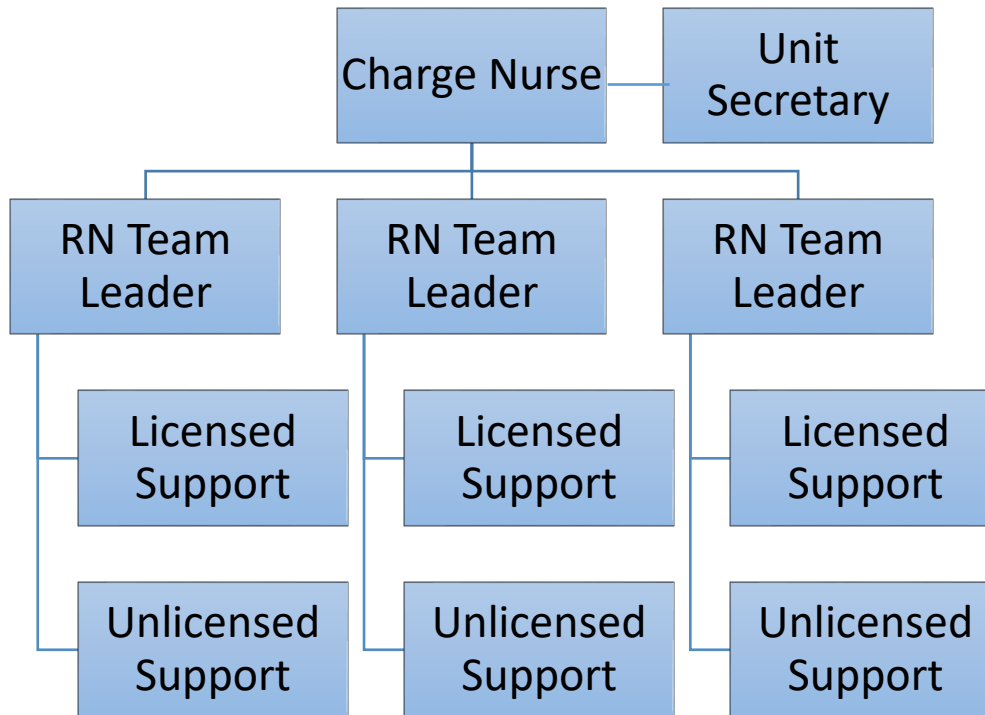 Charge Nurse
Unit
Secretary
RN Team
Leader
RN Team
Leader
RN Team
Leader
Licensed
Support
Licensed
Support
Licensed
Support
Unlicensed
Support
Unlicensed
Support
Unlicensed
Support